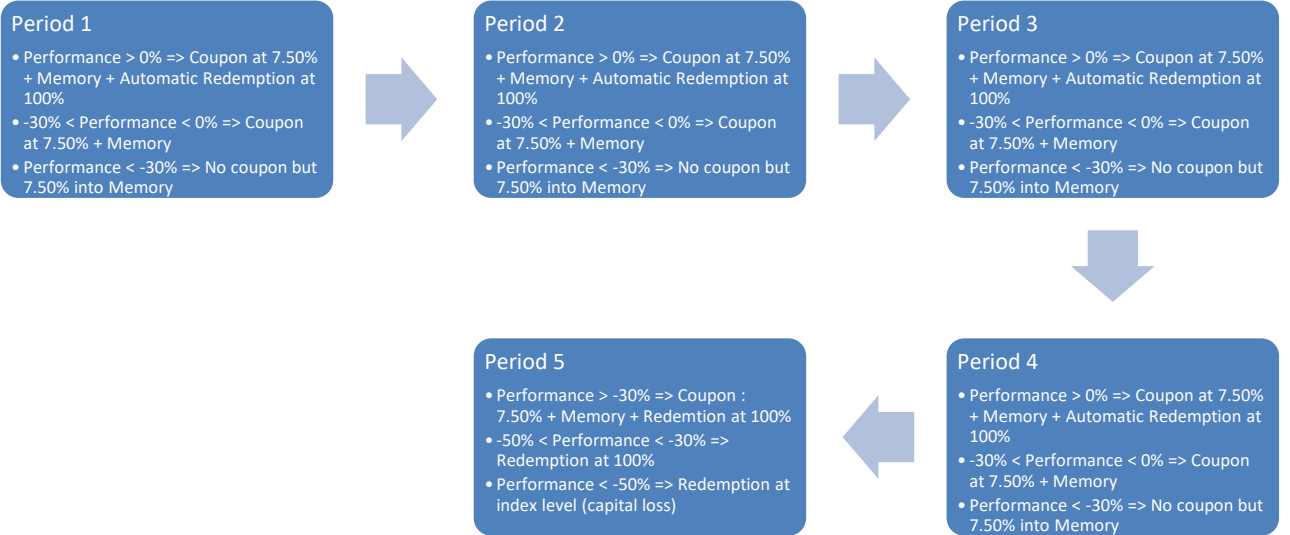 Period 1
• Performance > 0% => Coupon at 7.50%
+ Memory + Automatic Redemption at
100%
• -30% < Performance < 0% => Coupon
at 7.50% + Memory
• Performance < -30% => No coupon but
7.50% into Memory
Period 2
• Performance > 0% => Coupon at 7.50%
+ Memory + Automatic Redemption at
100%
• -30% < Performance < 0% => Coupon
at 7.50% + Memory
• Performance < -30% => No coupon but
7.50% into Memory
Period 3
• Performance > 0% => Coupon at 7.50%
+ Memory + Automatic Redemption at
100%
• -30% < Performance < 0% => Coupon
at 7.50% + Memory
• Performance < -30% => No coupon but
7.50% into Memory
Period 4
• Performance > 0% => Coupon at 7.50%
+ Memory + Automatic Redemption at
100%
• -30% < Performance < 0% => Coupon
at 7.50% + Memory
• Performance < -30% => No coupon but
7.50% into Memory
Period 5
• Performance > -30% => Coupon :
7.50% + Memory + Redemtion at 100%
• -50% < Performance < -30% =>
Redemption at 100%
• Performance < -50% => Redemption at
index level (capital loss)